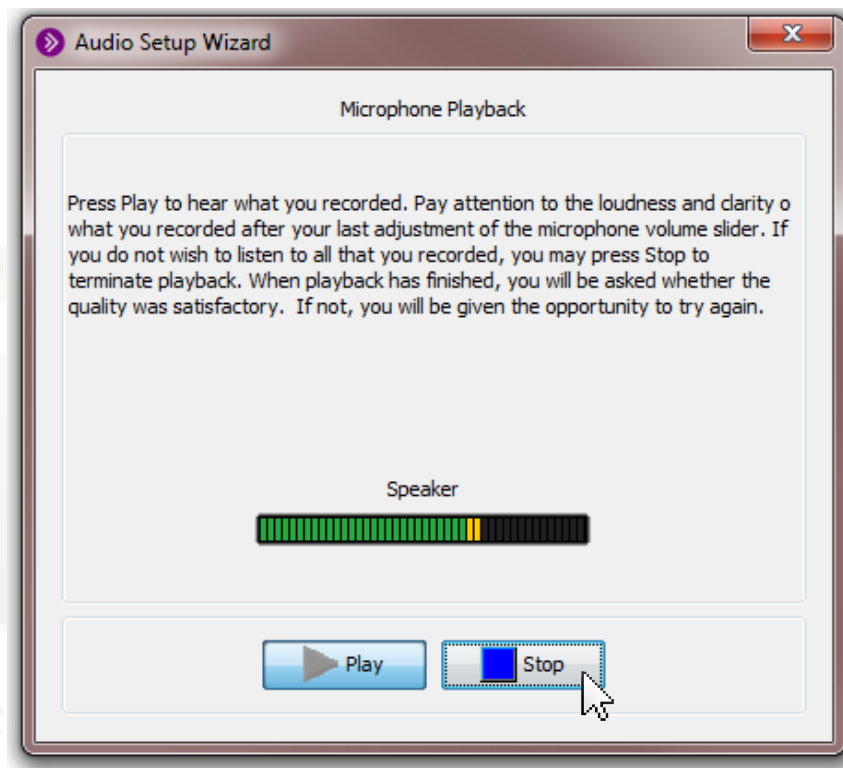 Audio Setup Wizard
Microphone Playback
Press Play to hear what you recorded. Pay attention to the loudness and clarity o
what you recorded after your last adjustment of the microphone volume slider. If
you do not wish to listen to all that you recorded, you may press Stop to
terminate playback. When playback has finished, you will be asked whether the
quality was satisfactory.  If not, you will be given the opportunity to try again.
Speaker
Play
Stop